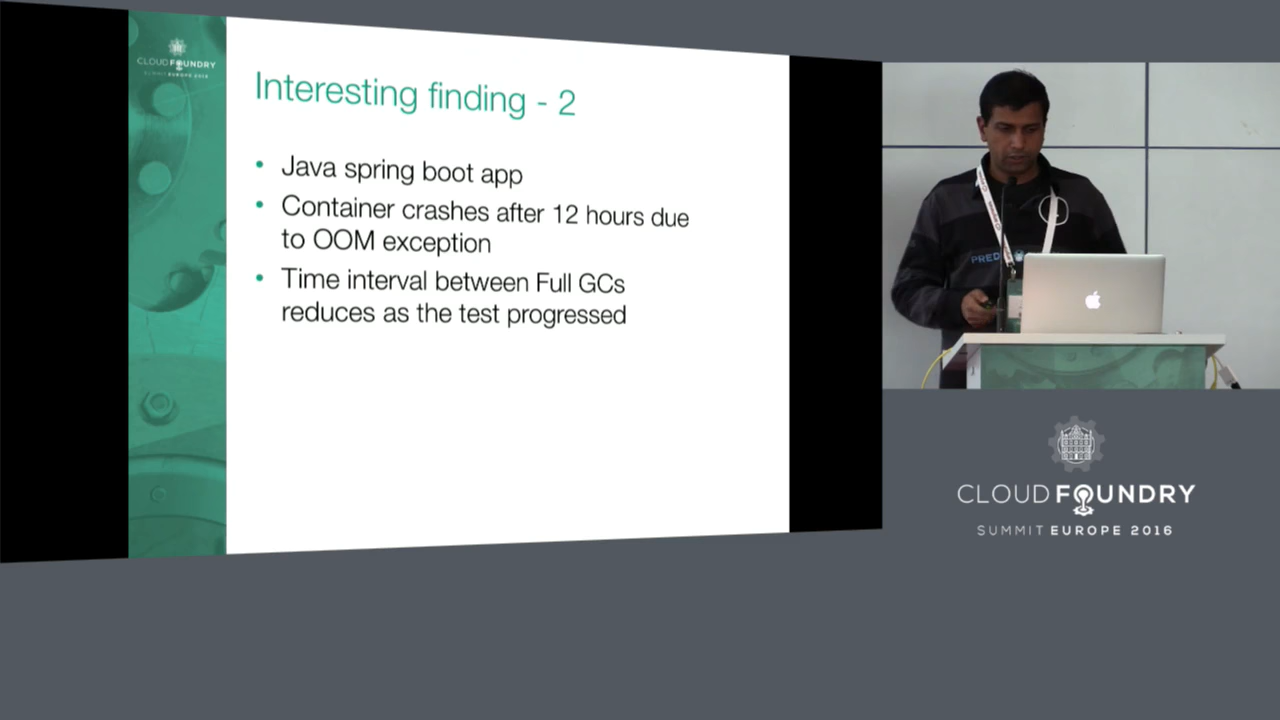 CLOUD FOUNDRY
SUMMIT EUROPE 2016
Interesting finding - 2
• Java spring boot app
• Container crashes after 12 hours due
to OOM exception
• Time interval between Full GCs
reduces as the test progressed
PRED
CLOUD FOUNDRY
SUMMIT EUROPE 2016